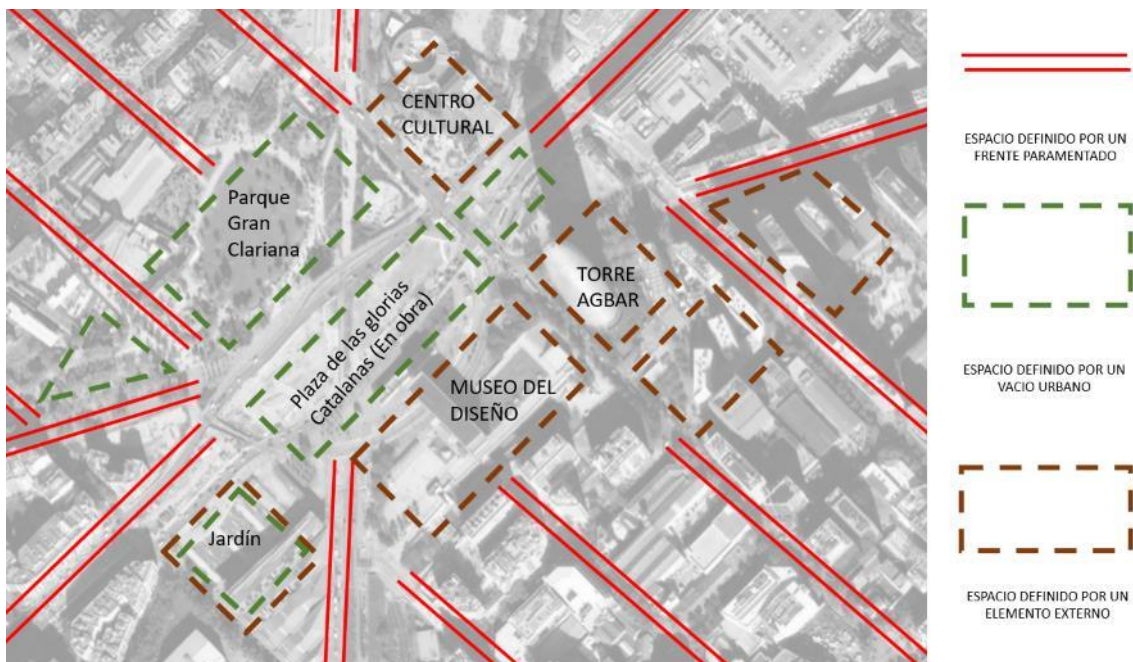 CENTRO
CULTURAL
Parque
Gran
Clariana
TORRE
AGBAR
Plaza de las glorias
Catalanas (En obra)
MUSEO DEL
DISEÑO
Jardín
ESPACIO DEFINIDO POR UN
FRENTE PARAMENTADO
ESPACIO DEFINIDO POR UN
VACIO URBANO
ESPACIO DEFINIDO POR UN
ELEMENTO EXTERNO